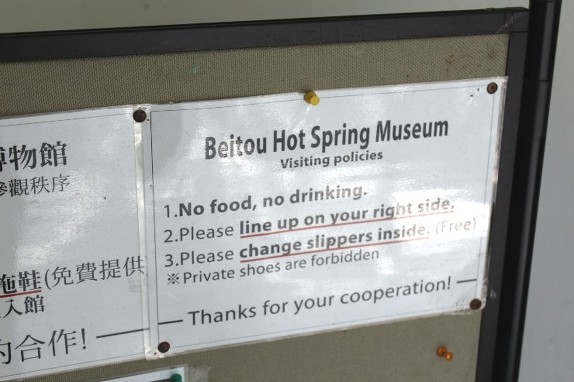 博物館
參觀秩序
拖鞋(免費提供
入館
合作!
Beitou Hot Spring Museum
Visiting policies
1.No food, no drinking.
2.Please line up on your right side.
3.Please change slippers inside. (Free)
※Private shoes are forbidden
Thanks for your cooperation!